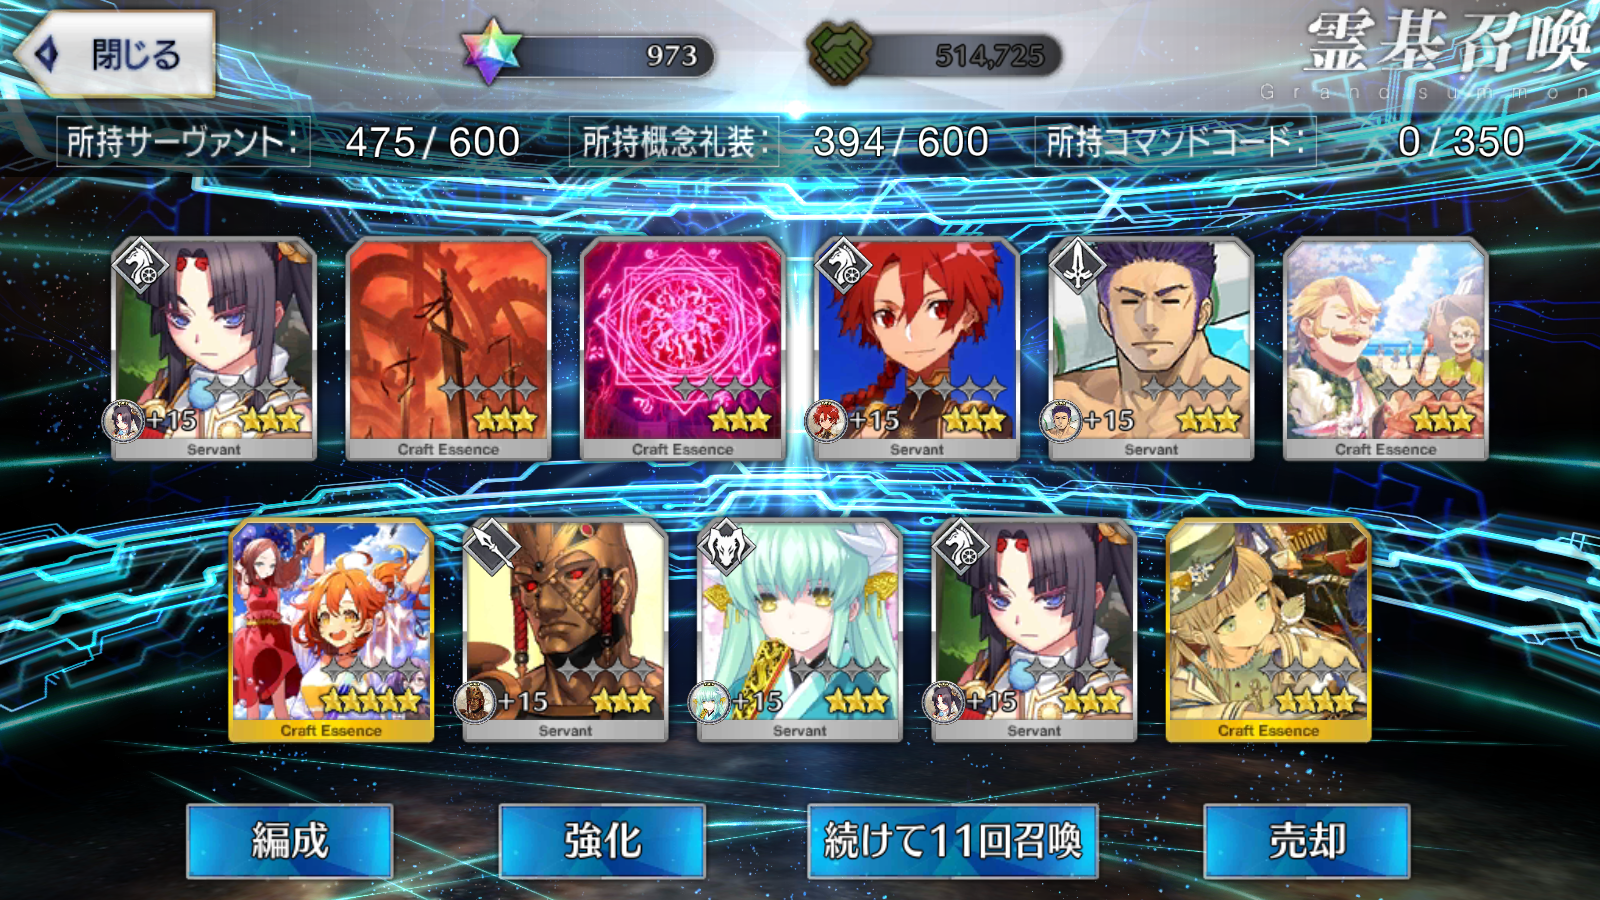 閉じる
973
514,725
霊基召喚
Grand summon
所持サーヴァント: 475 / 600
所持概念礼装: 394 / 600
所持コマンドコード: 0 / 350
+15
Servant
Craft Essence
Craft Essence
+15
Servant
+15
Servant
Craft Essence
Craft Essence
+15
Servant
+15
Servant
+15
Servant
Craft Essence
編成
強化
続けて11回召喚
売却